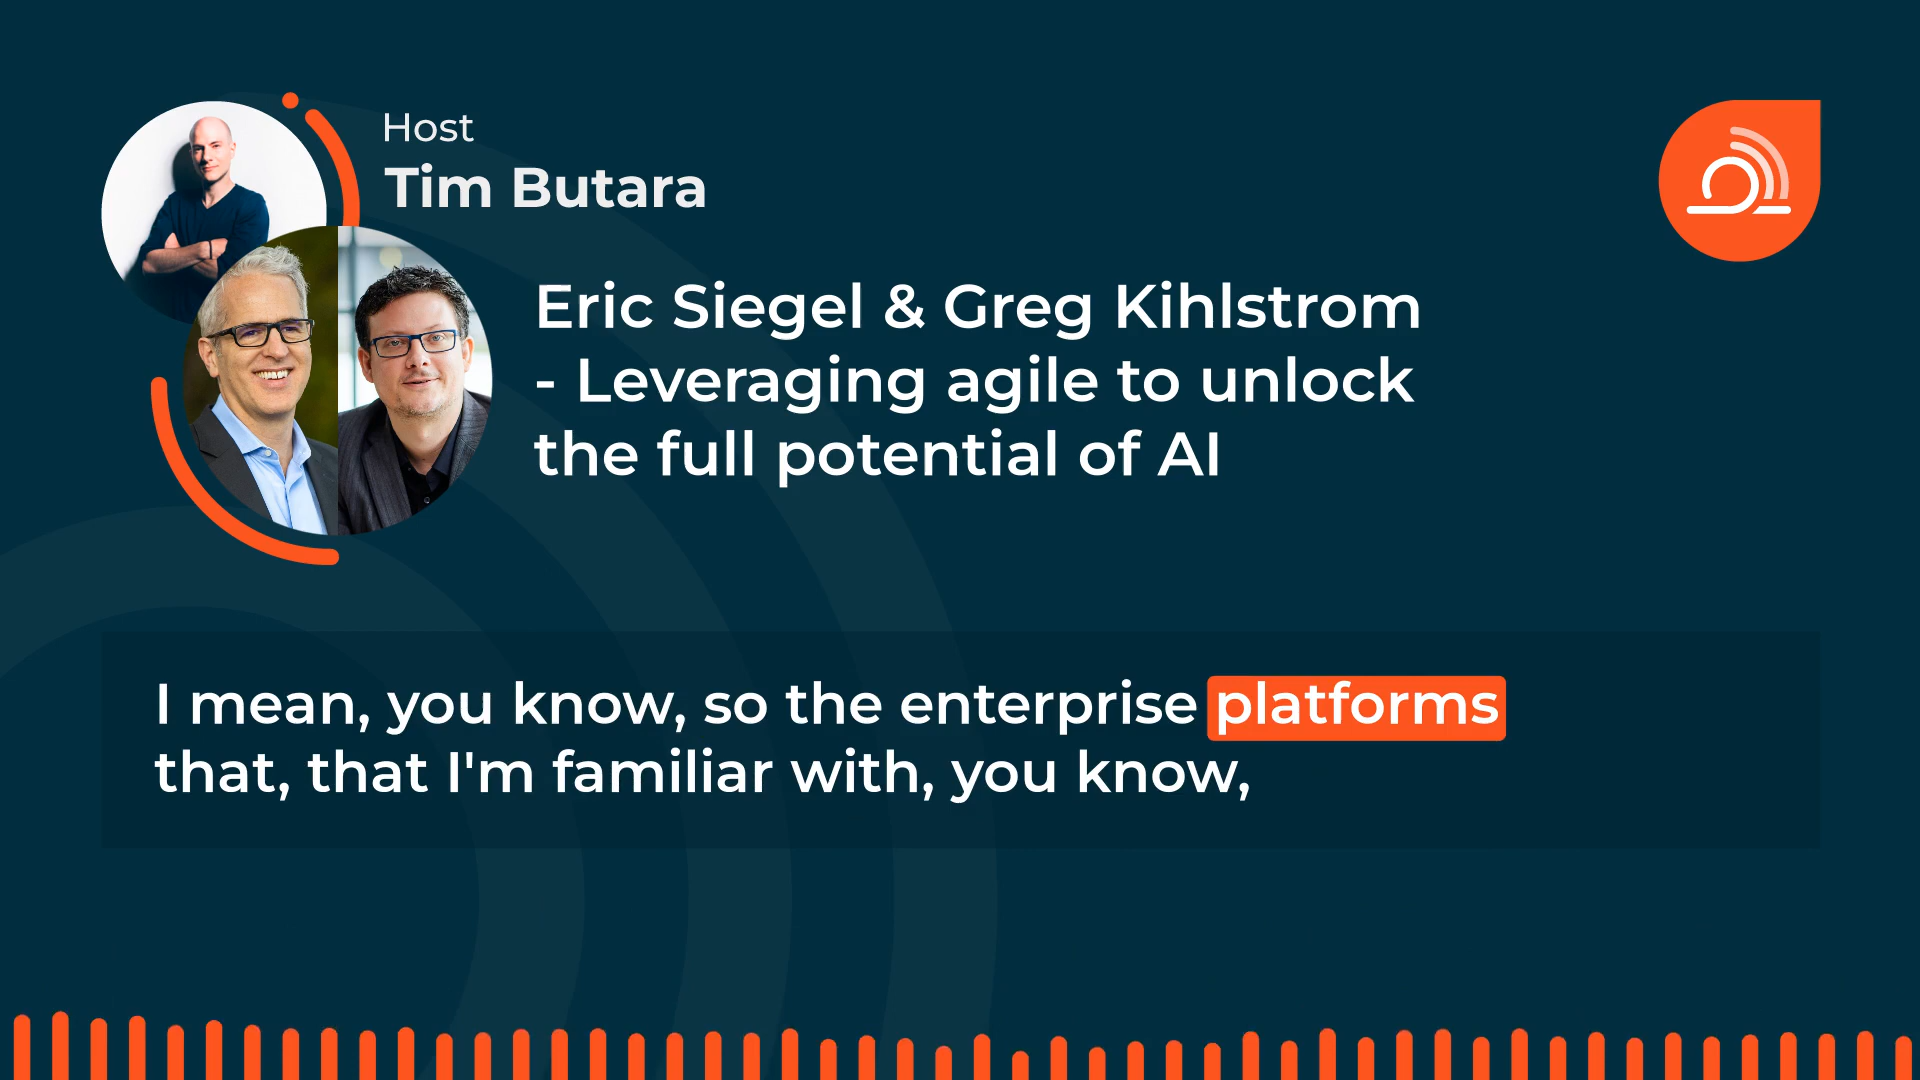 Host
Tim Butara
Eric Siegel & Greg Kihlstrom
- Leveraging agile to unlock
the full potential of AI
I mean, you know, so the enterprise platforms
that, that I'm familiar with, you know,